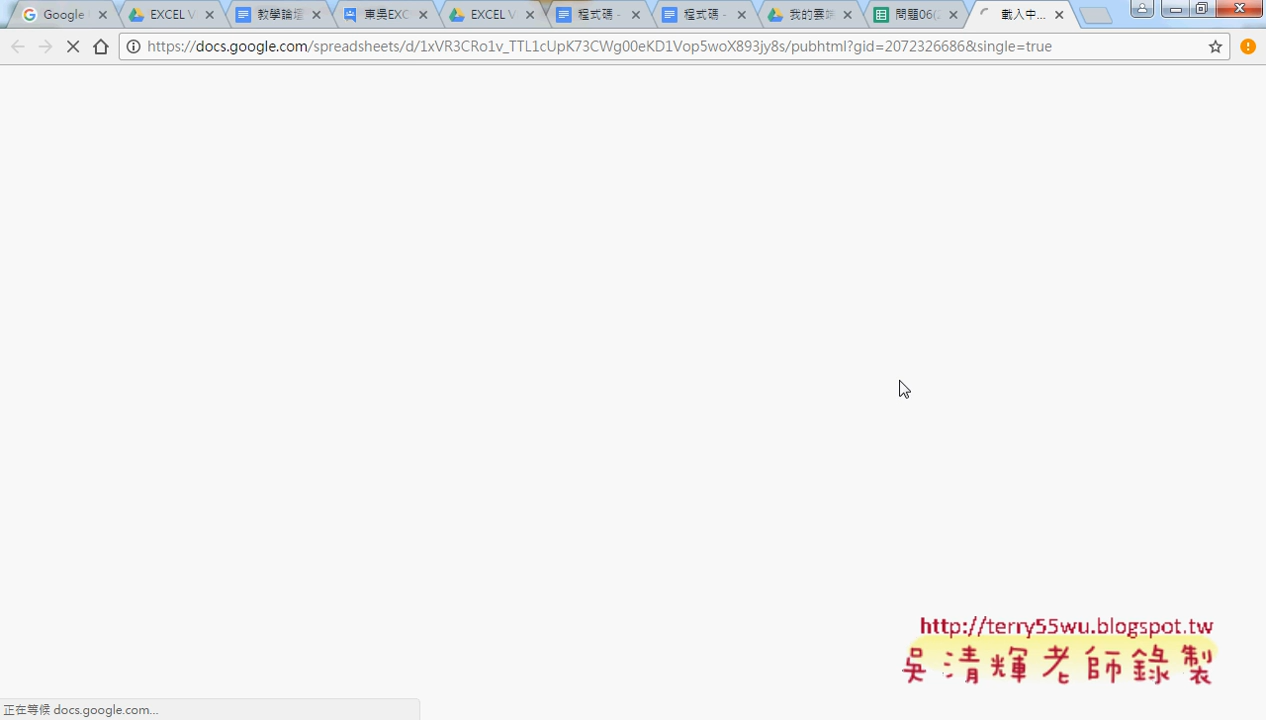 Google
EXCEL V
教學論壇
東吳EXC
EXCEL V
程式碼 -
程式碼 -
我的雲端
問題06(
載入中...
https://docs.google.com/spreadsheets/d/1xVR3CRo1v_TTL1cUpK73CWg00eKD1Vop5woX893jy8s/pubhtml?gid=2072326686&single=true
http://terry55wu.blogspot.tw
吳清輝老師錄製
正在等候 docs.google.com...